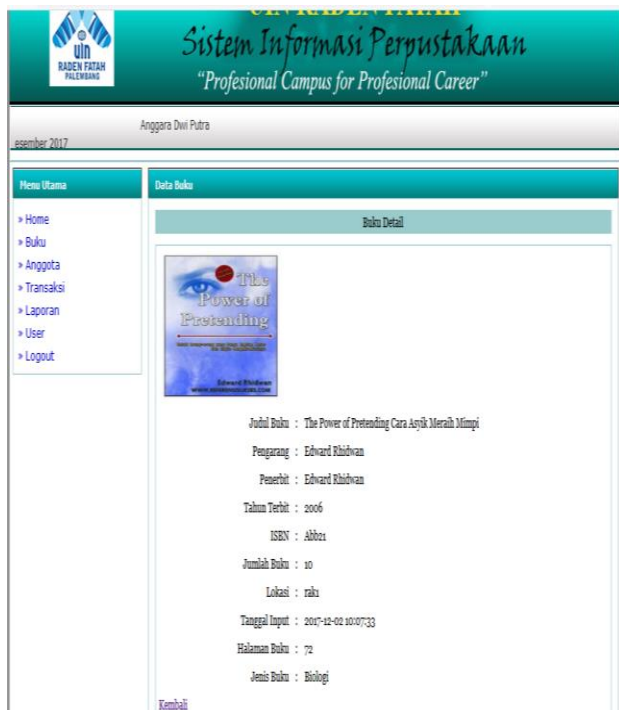 UIN RADEN FATAH
uin
RADEN FATAH
PALEMBANG
Sistem Informasi Perpustakaan
“Profesional Campus for Profesional Career”
Anggara Dwi Putra
esember 2017
Menu Utama
» Home
» Buku
» Anggota
» Transaksi
» Laporan
» User
» Logout
Data Buku
Buku Detail
The
Power of
Pretending
Edward Rhidwan
Judul Buku : The Power of Pretending Cara Asyik Meraih Mimpi
Pengarang : Edward Rhidwan
Penerbit : Edward Rhidwan
Tahun Terbit : 2006
ISBN : Abb21
Jumlah Buku : 10
Lokasi : rak1
Tanggal Input : 2017-12-02 10:07:33
Halaman Buku : 72
Jenis Buku : Biologi
Kembali